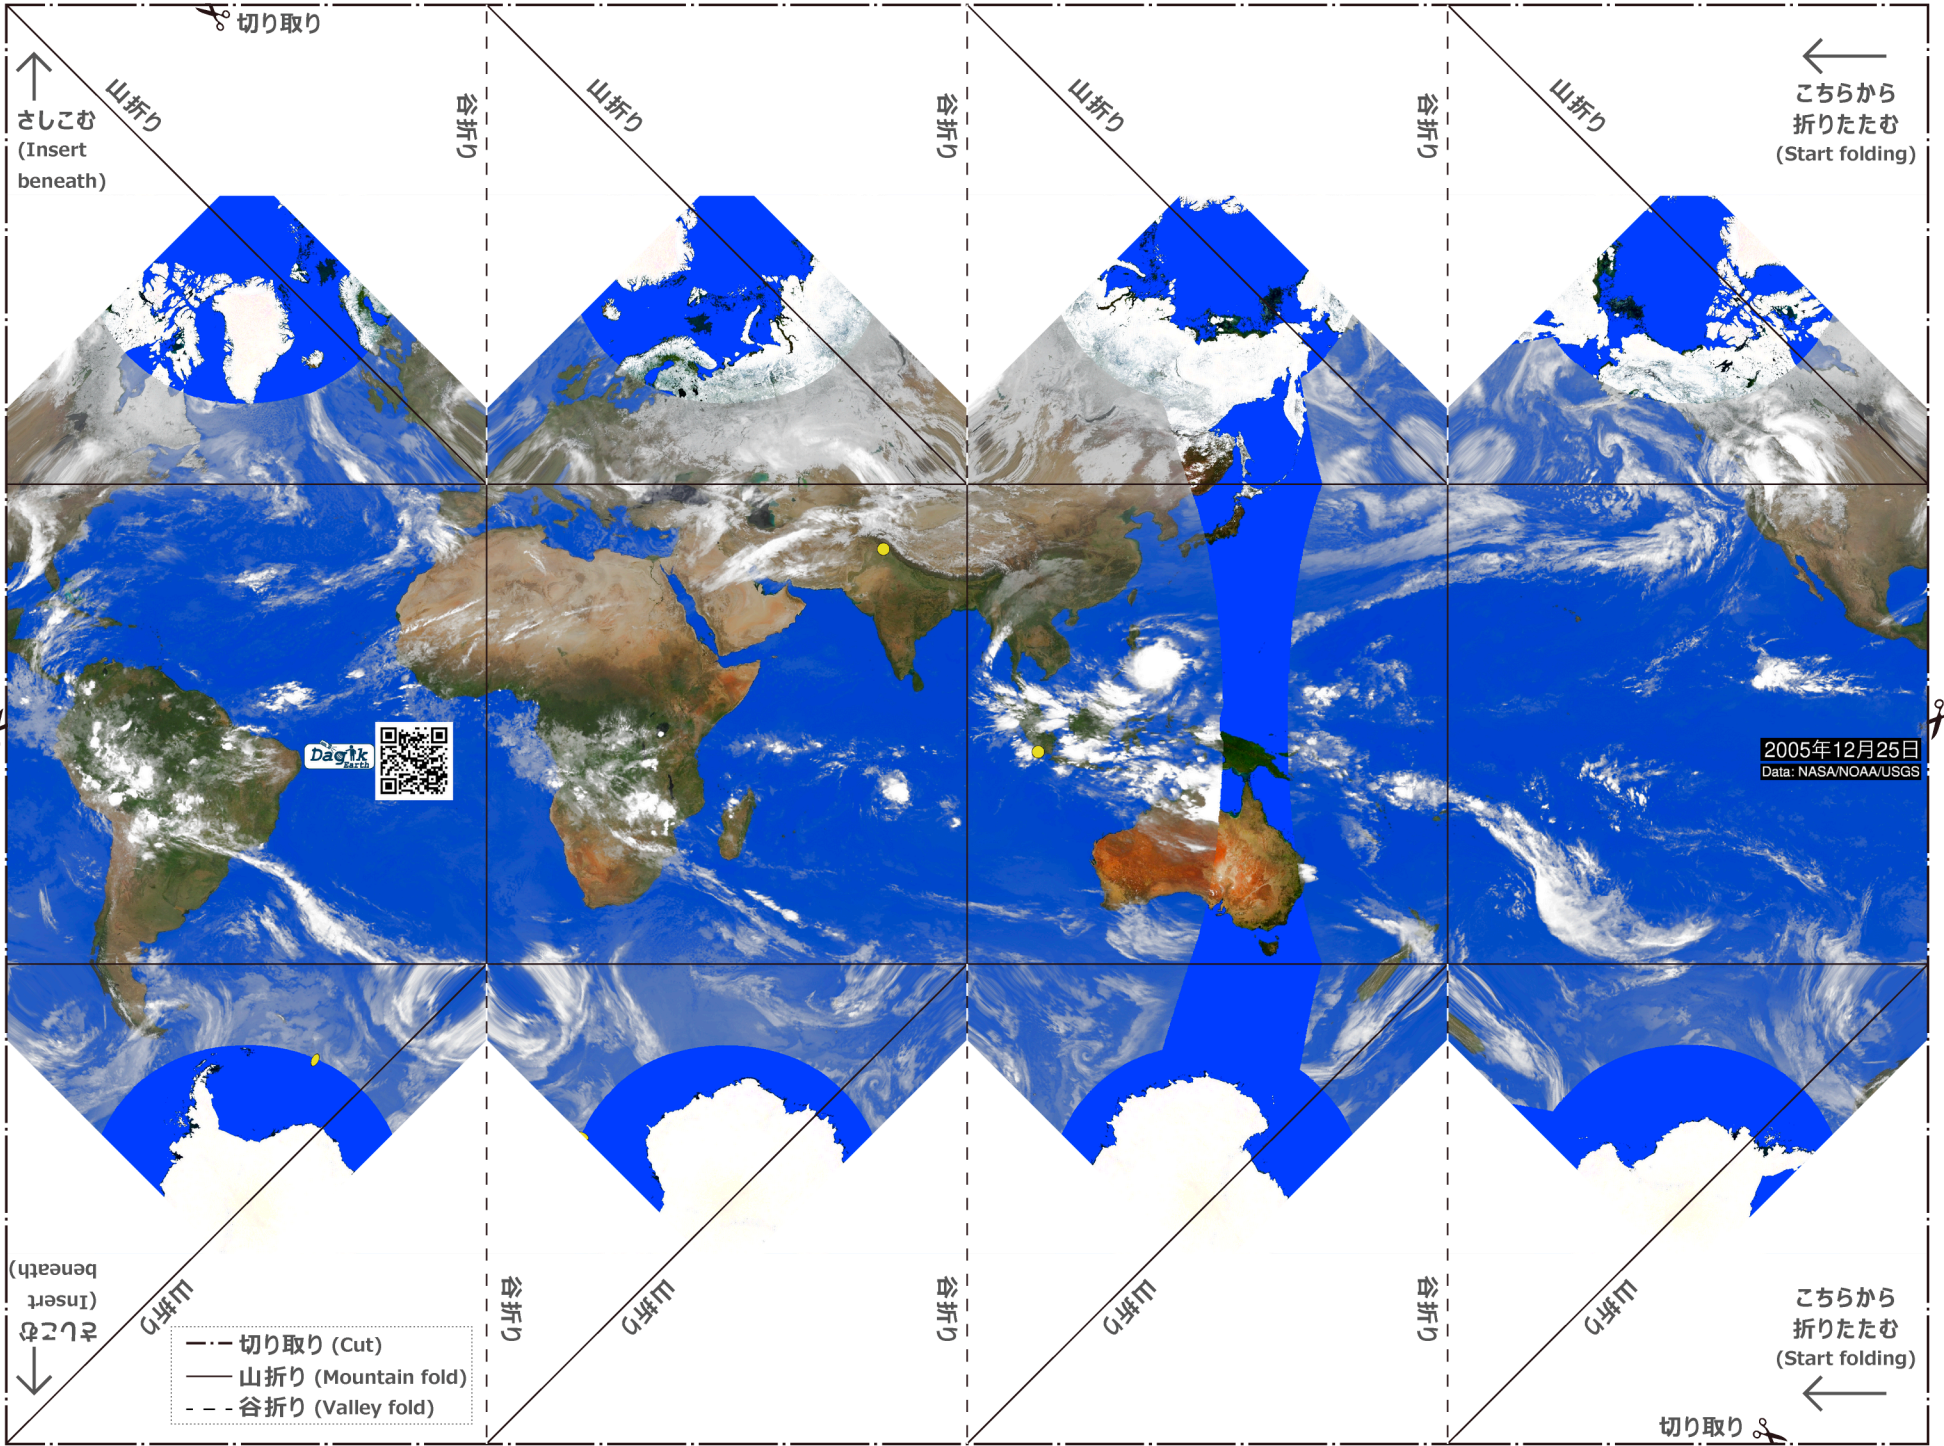 切り取り
山折り
谷折り
山折り
谷折り
山折り
谷折り
山折り
さしこむ
(Insert
beneath)
こちらから
折りたたむ
(Start folding)
Dagik
Earth
2005年12月25日
Data: NASA/NOAA/USGS
さしこむ
(Insert
beneath)
山折り
谷折り
山折り
谷折り
山折り
谷折り
山折り
切り取り (Cut)
山折り (Mountain fold)
谷折り (Valley fold)
こちらから
折りたたむ
(Start folding)
切り取り